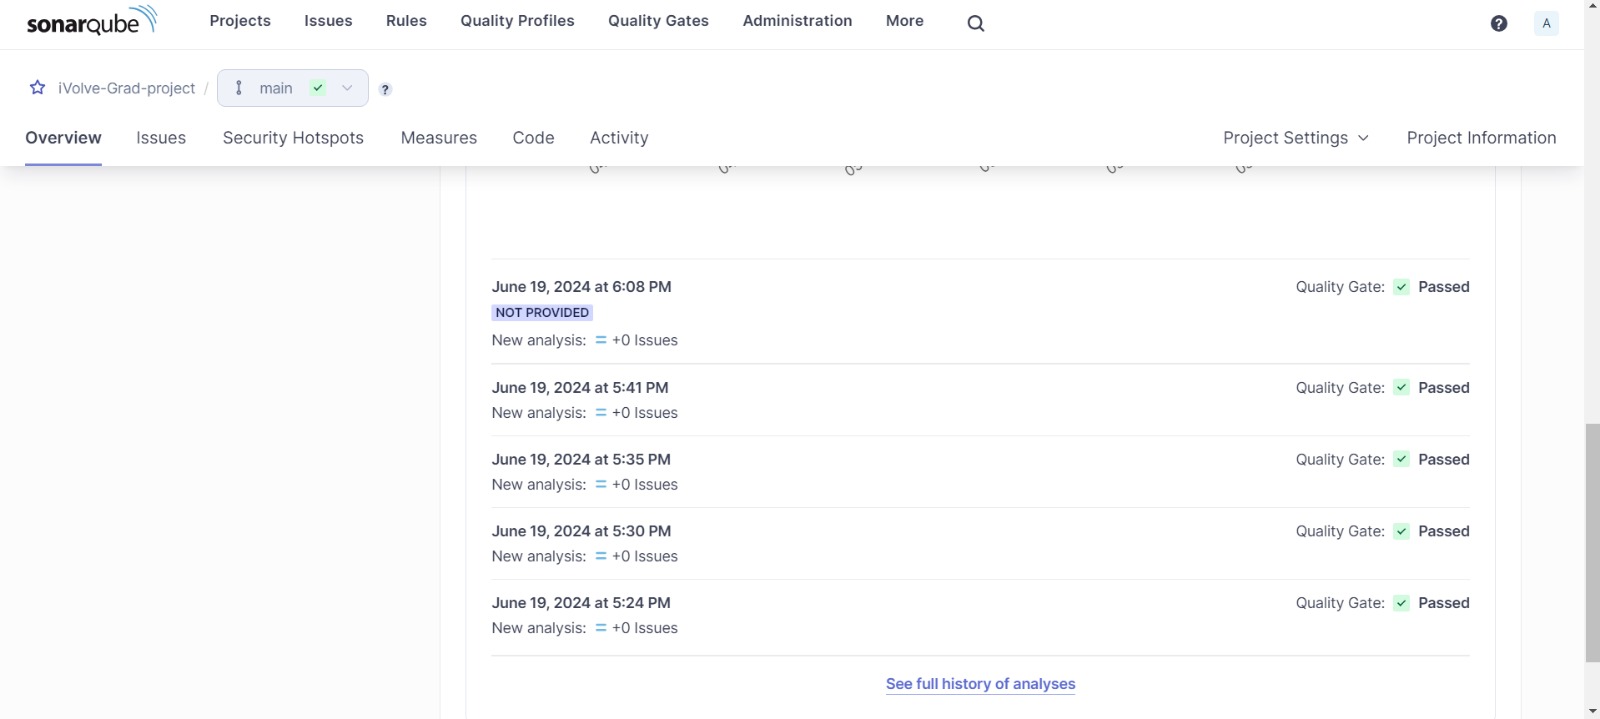 sonarqube Projects Issues Rules Quality Profiles Quality Gates Administration More ? A
iVolve-Grad-project / main ?
Overview Issues Security Hotspots Measures Code Activity Project Settings Project Information
June 19, 2024 at 6:08 PM Quality Gate: Passed
NOT PROVIDED
New analysis: = +0 Issues
June 19, 2024 at 5:41 PM Quality Gate: Passed
New analysis: = +0 Issues
June 19, 2024 at 5:35 PM Quality Gate: Passed
New analysis: = +0 Issues
June 19, 2024 at 5:30 PM Quality Gate: Passed
New analysis: = +0 Issues
June 19, 2024 at 5:24 PM Quality Gate: Passed
New analysis: = +0 Issues
See full history of analyses